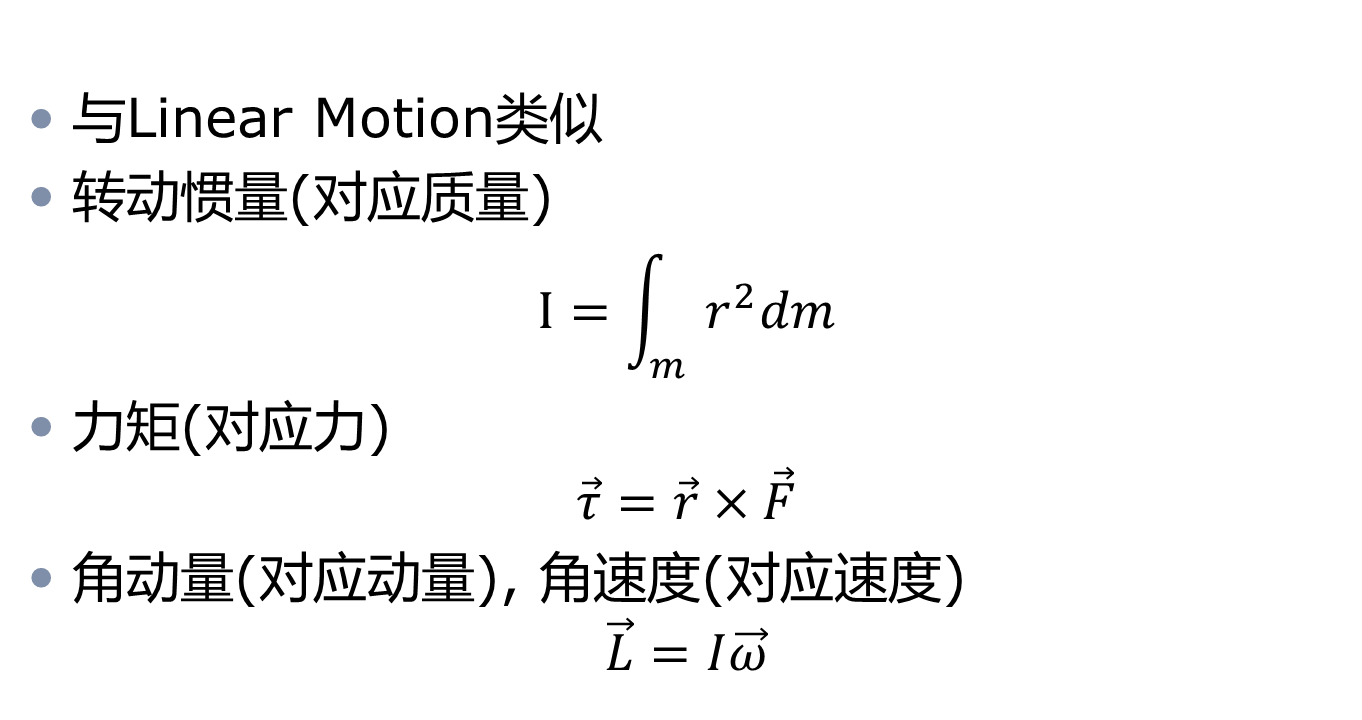 • 与Linear Motion类似
• 转动惯量(对应质量)
I = ∫_m r² dm
• 力矩(对应力)
τ⃗ = r⃗ × F⃗
• 角动量(对应动量), 角速度(对应速度)
L⃗ = Iω⃗